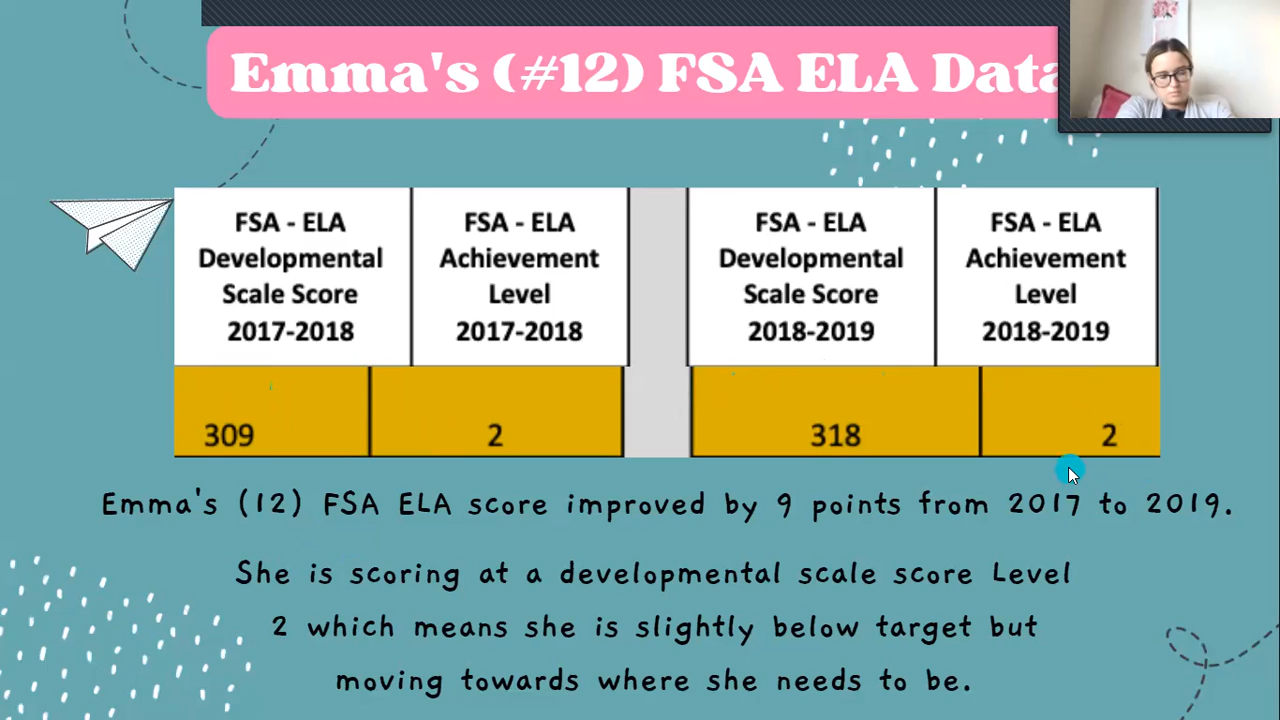 Emma's (#12) FSA ELA Data
FSA - ELA
Developmental
Scale Score
2017-2018
FSA - ELA
Achievement
Level
2017-2018
FSA - ELA
Developmental
Scale Score
2018-2019
FSA - ELA
Achievement
Level
2018-2019
309
2
318
2
Emma's (12) FSA ELA score improved by 9 points from 2017 to 2019.
She is scoring at a developmental scale score Level
2 which means she is slightly below target but
moving towards where she needs to be.